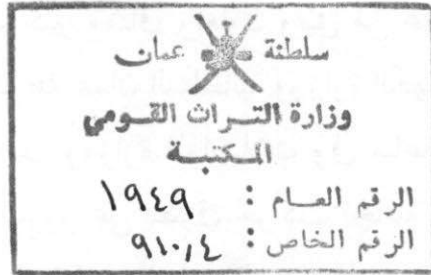 سلطنة عمان
وزارة التراث القومي
المكتبة
الرقم العام : ١٩٤٩
الرقم الخاص : ٩١٠,٤